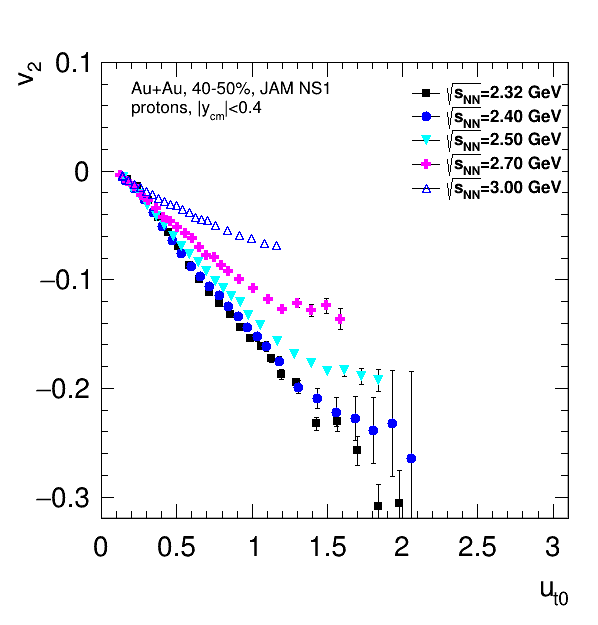 v2
0.1
0
−0.1
−0.2
−0.3
Au+Au, 40-50%, JAM NS1
protons, |ycm|<0.4
√sNN=2.32 GeV
√sNN=2.40 GeV
√sNN=2.50 GeV
√sNN=2.70 GeV
√sNN=3.00 GeV
0 0.5 1 1.5 2 2.5 3
ut0